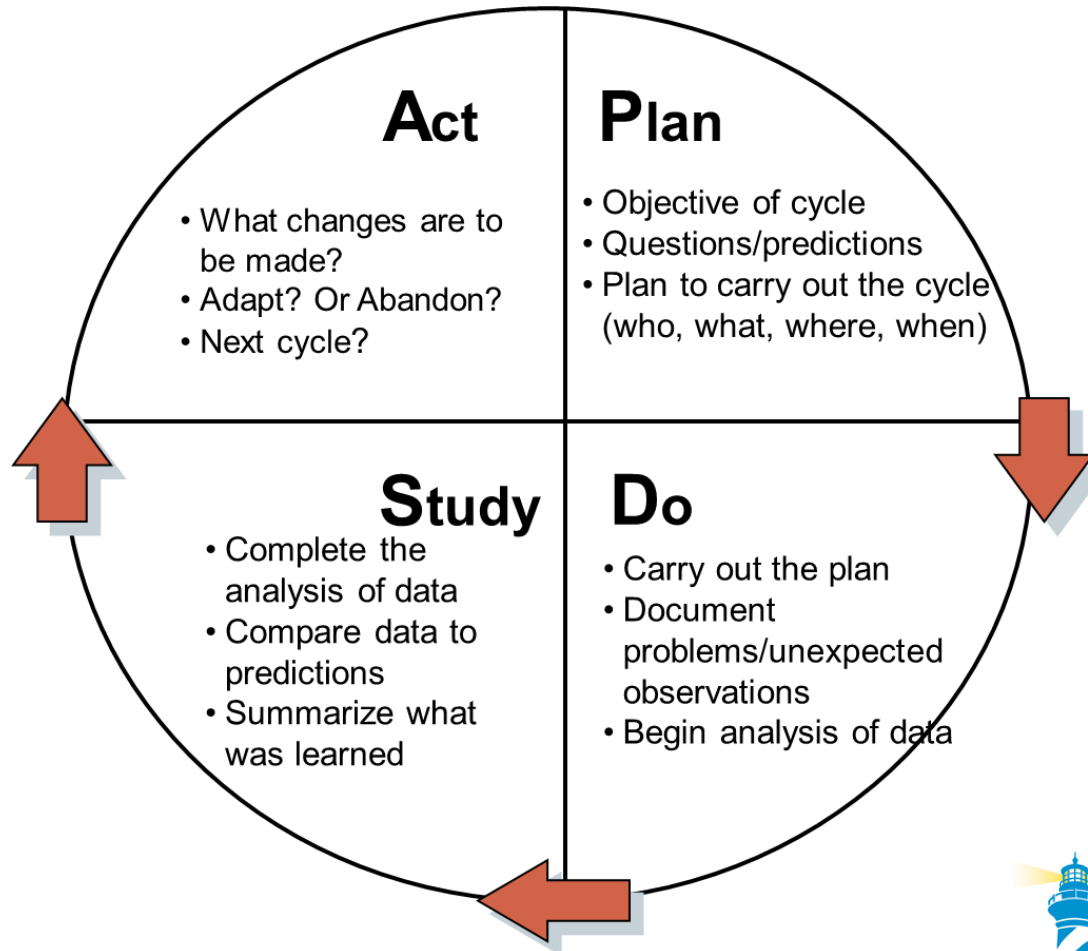 Act
• What changes are to
be made?
• Adapt? Or Abandon?
• Next cycle?
Plan
• Objective of cycle
• Questions/predictions
• Plan to carry out the cycle
(who, what, where, when)
Study
• Complete the
analysis of data
• Compare data to
predictions
• Summarize what
was learned
Do
• Carry out the plan
• Document
problems/unexpected
observations
• Begin analysis of data